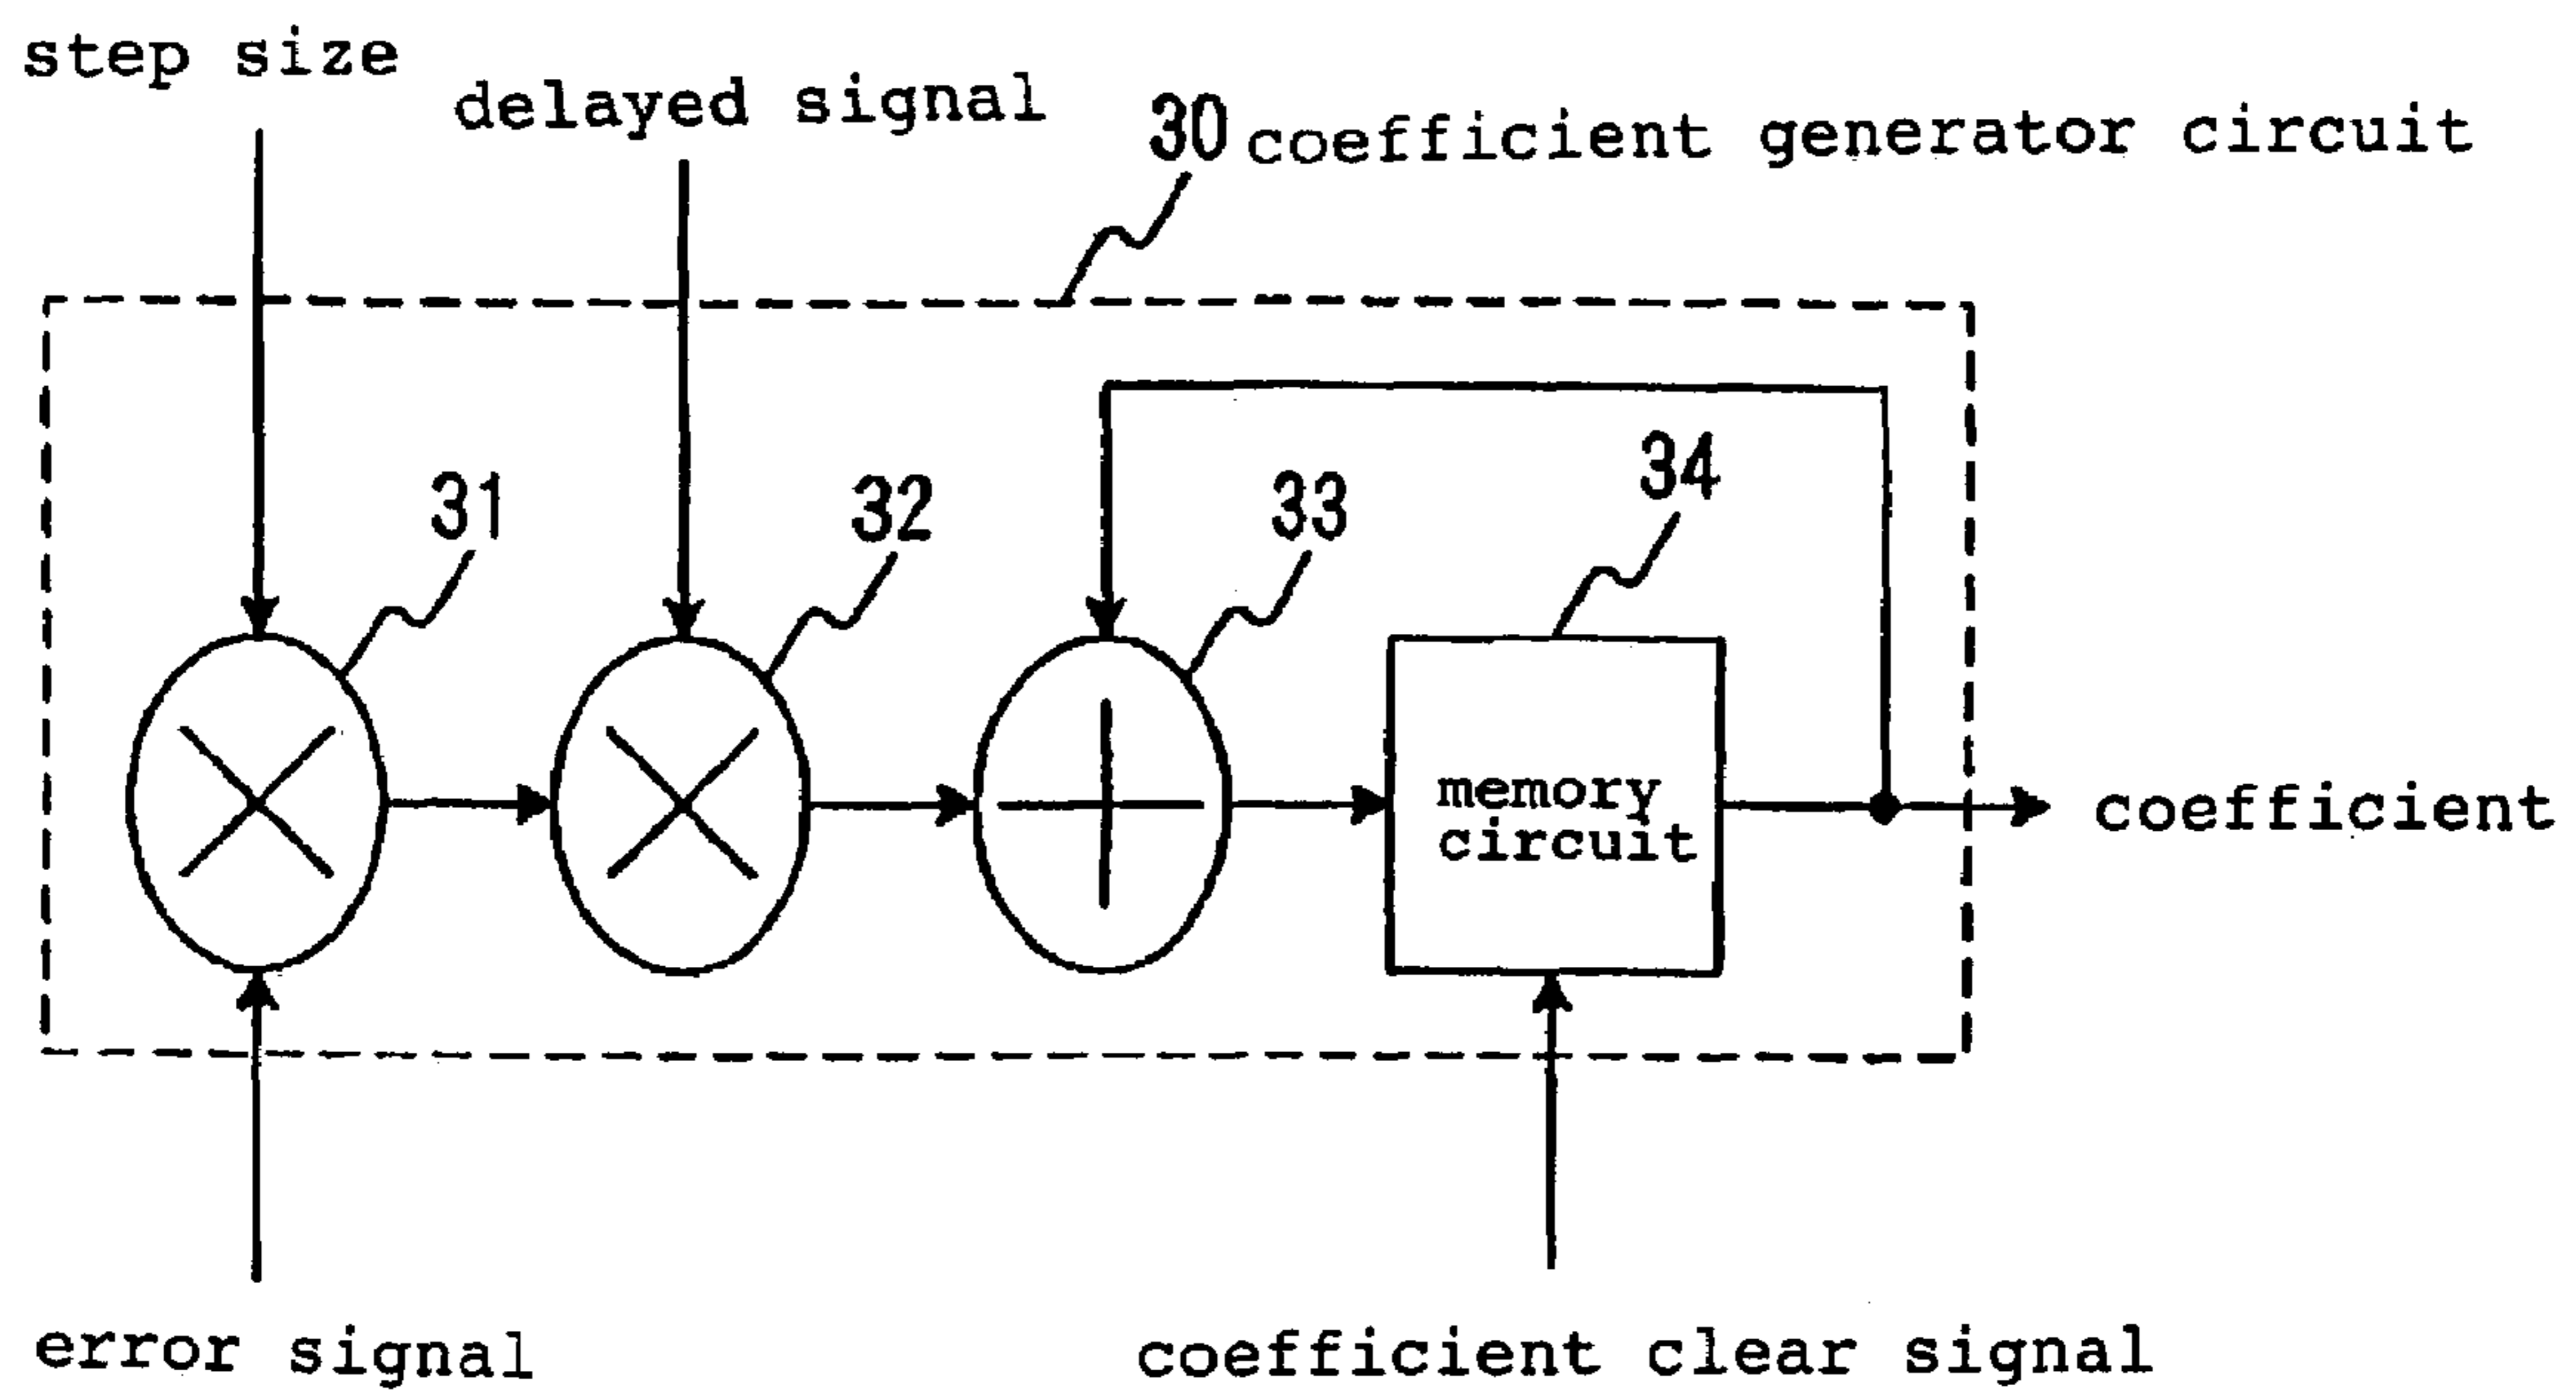 step size
delayed signal
30 coefficient generator circuit
31
32
33
34
memory
circuit
coefficient
error signal
coefficient clear signal